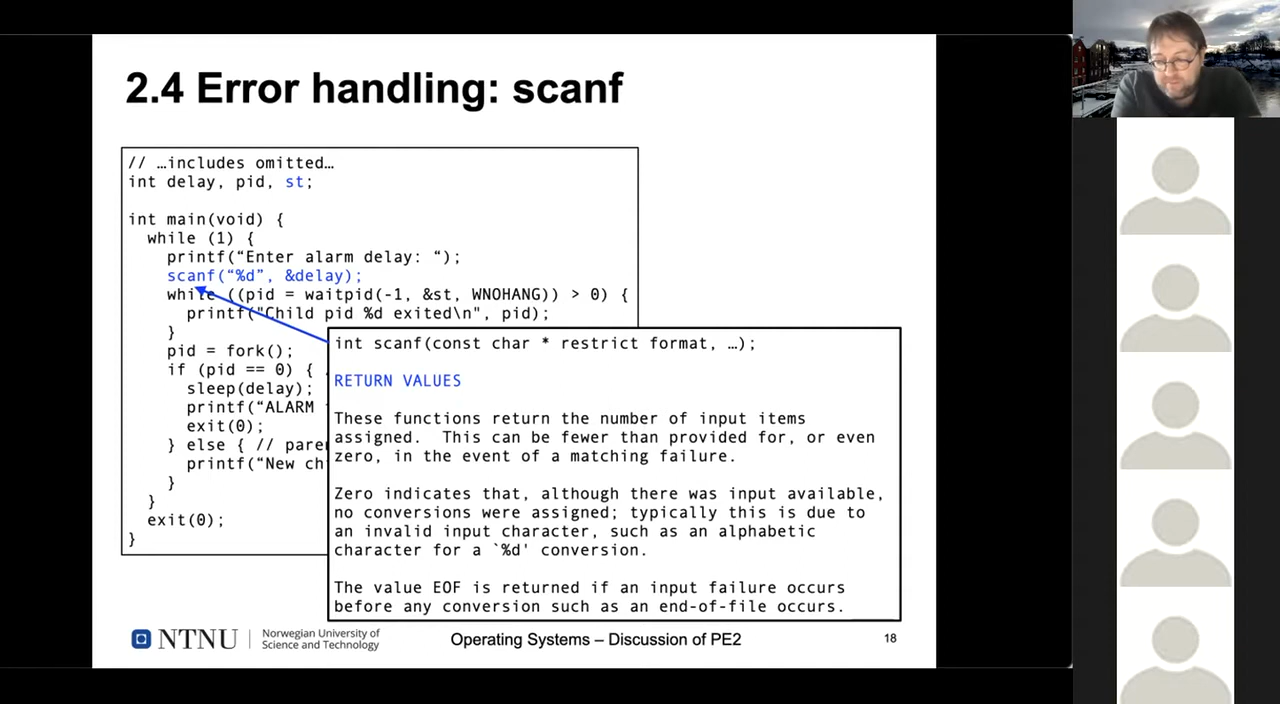 2.4 Error handling: scanf
// …includes omitted…
int delay, pid, st;
int main(void) {
while (1) {
printf(“Enter alarm delay: “);
scanf(“%d”, &delay);
while ((pid = waitpid(-1, &st, WNOHANG)) > 0) {
printf("Child pid %d exited\n", pid);
}
pid = fork();
if (pid == 0) {
sleep(delay);
printf(“ALARM
exit(0);
} else { //
printf(“New
}
}
exit(0);
}
int scanf(const char * restrict format, …);
RETURN VALUES
These functions return the number of input items
assigned. This can be fewer than provided for, or even
zero, in the event of a matching failure.
Zero indicates that, although there was input available,
no conversions were assigned; typically this is due to
an invalid input character, such as an alphabetic
character for a `%d' conversion.
The value EOF is returned if an input failure occurs
before any conversion such as an end-of-file occurs.
NTNU
Norwegian University of
Science and Technology
Operating Systems – Discussion of PE2
18